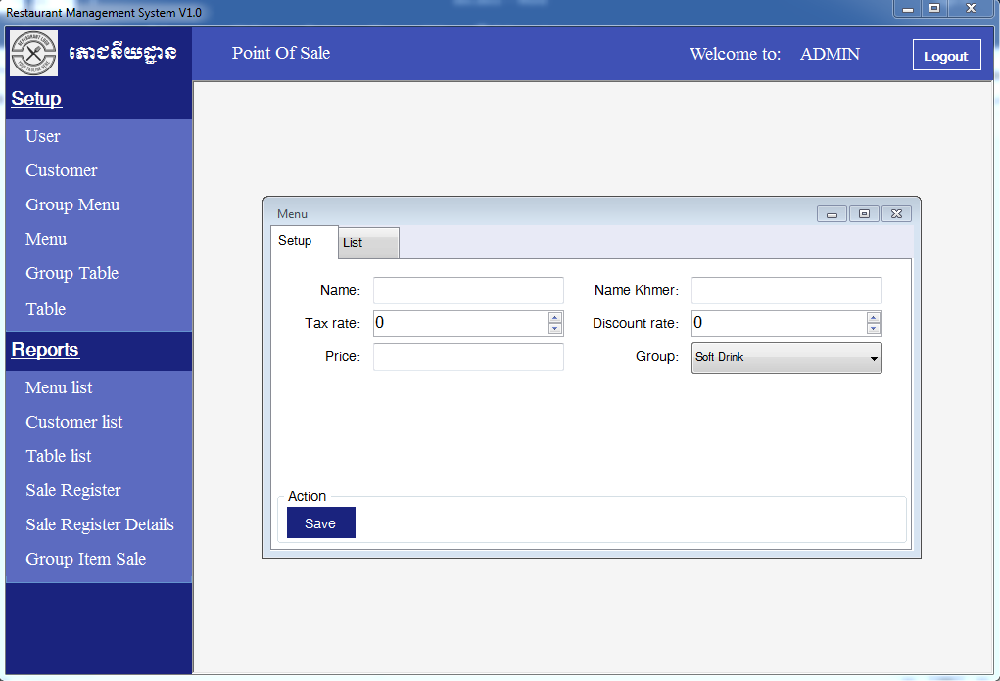 Restaurant Management System V1.0
ភោជនីយដ្ឋាន
Point Of Sale
Welcome to: ADMIN
Logout
Setup
User
Customer
Group Menu
Menu
Group Table
Table
Reports
Menu list
Customer list
Table list
Sale Register
Sale Register Details
Group Item Sale
Menu
Setup
List
Name:
Name Khmer:
Tax rate: 0
Discount rate: 0
Price:
Group: Soft Drink
Action
Save